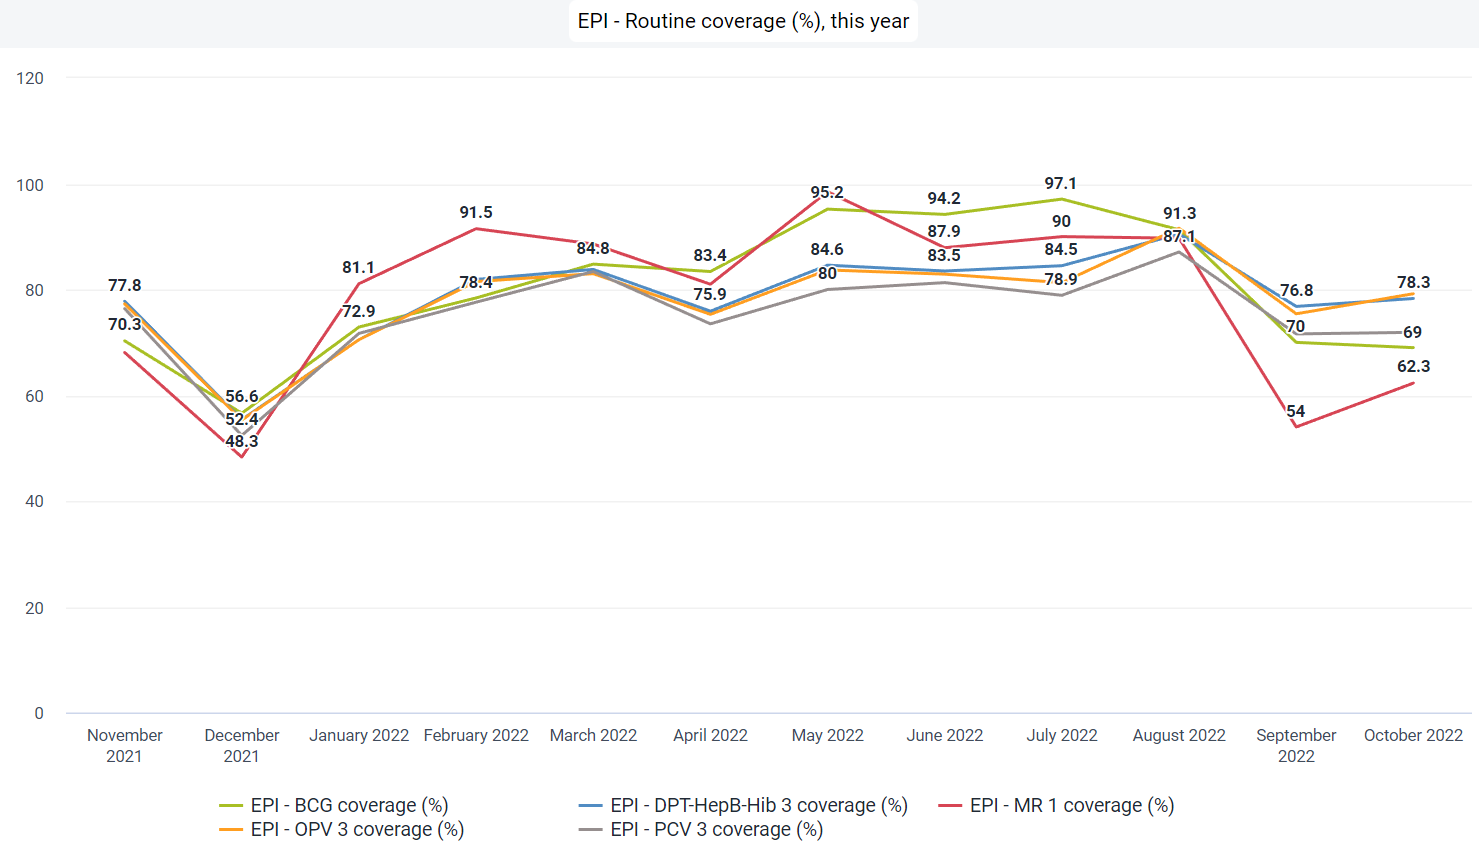 EPI - Routine coverage (%), this year
120
100
80
60
40
20
0
77.8
70.3
56.6
52.4
48.3
81.1
72.9
91.5
78.4
84.8
83.4
75.9
95.2
84.6
80
94.2
87.9
83.5
97.1
90
84.5
78.9
91.3
87.1
76.8
70
54
78.3
69
62.3
November 2021
December 2021
January 2022
February 2022
March 2022
April 2022
May 2022
June 2022
July 2022
August 2022
September 2022
October 2022
EPI - BCG coverage (%)
EPI - DPT-HepB-Hib 3 coverage (%)
EPI - MR 1 coverage (%)
EPI - OPV 3 coverage (%)
EPI - PCV 3 coverage (%)